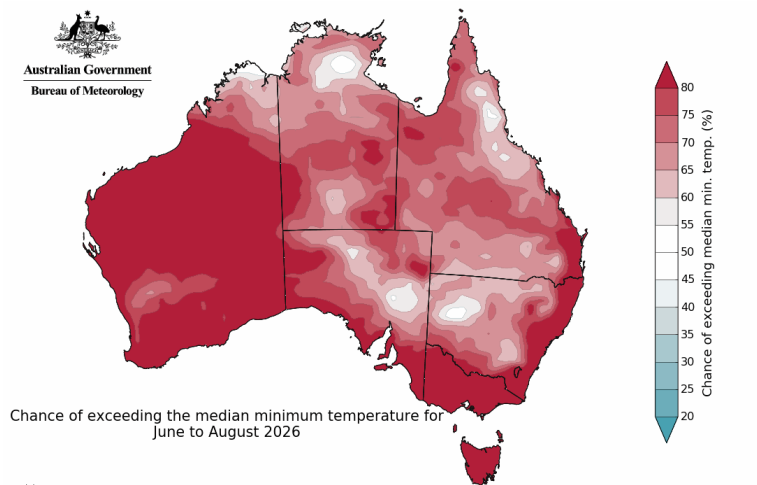 Australian Government
Bureau of Meteorology
80
75
70
65
60
55
50
45
40
35
30
25
20
Chance of exceeding median min. temp. (%)
Chance of exceeding the median minimum temperature for
June to August 2026